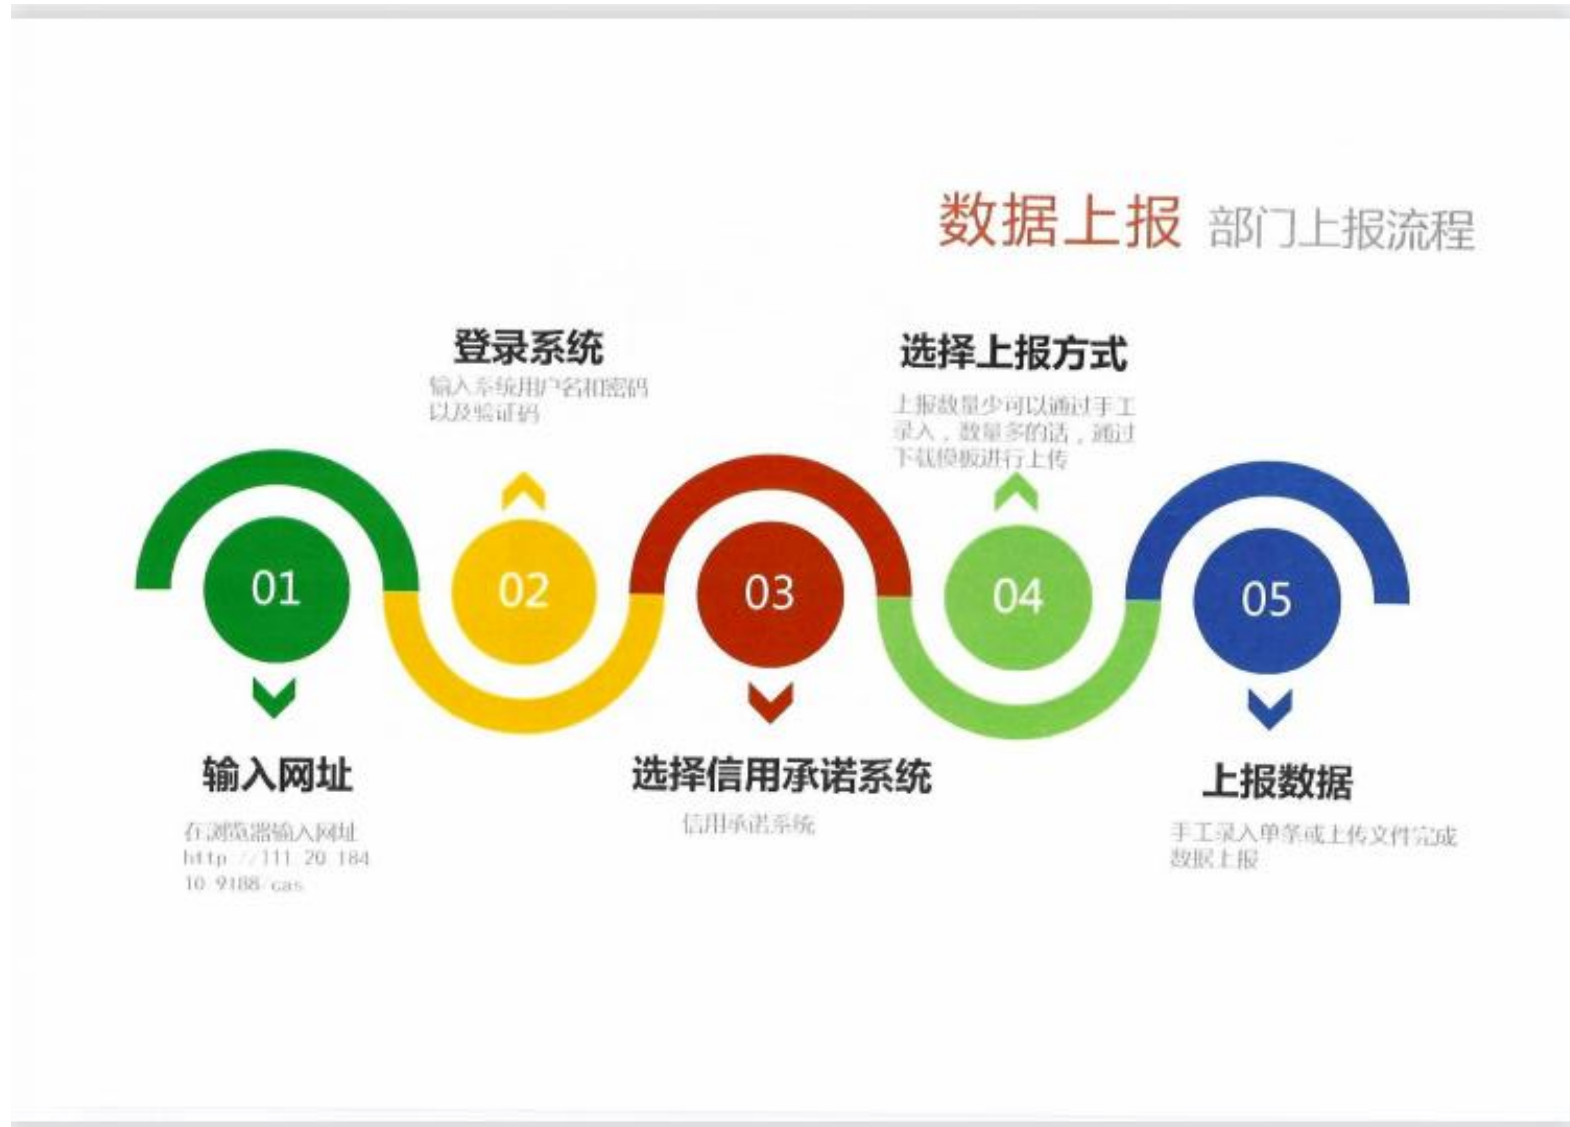 数据上报 部门上报流程
登录系统
输入系统用户名和密码
以及验证码
选择上报方式
上报数量少可以通过手工
录入，数量多的话，通过
下载模板进行上传
01
02
03
04
05
输入网址
在浏览器输入网址
http //111 20 184
10 9188/cas
选择信用承诺系统
信用承诺系统
上报数据
手工录入单条或上传文件完成
数据上报